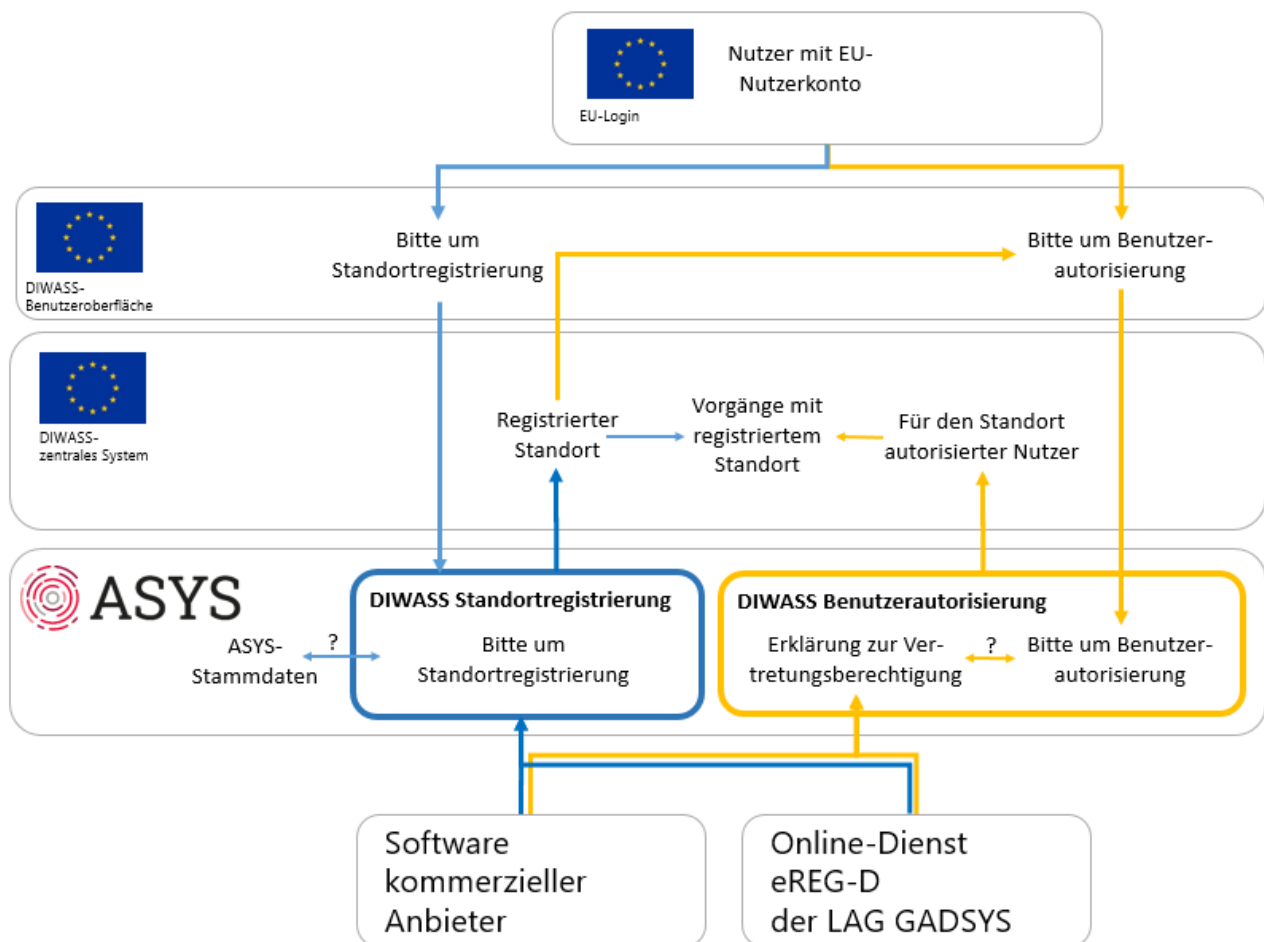 Nutzer mit EU-
Nutzerkonto
EU-Login
Bitte um
Standortregistrierung
Bitte um Benutzer-
autorisierung
DIWASS-
Benutzeroberfläche
DIWASS-
zentrales System
Registrierter
Standort
Vorgänge mit
registriertem
Standort
Für den Standort
autorisierter Nutzer
ASYS
DIWASS Standortregistrierung
ASYS-
Stammdaten
?
Bitte um
Standortregistrierung
DIWASS Benutzerautorisierung
Erklärung zur Ver-
tretungsberechtigung
?
Bitte um Benutzer-
autorisierung
Software
kommerzieller
Anbieter
Online-Dienst
eREG-D
der LAG GADSYS